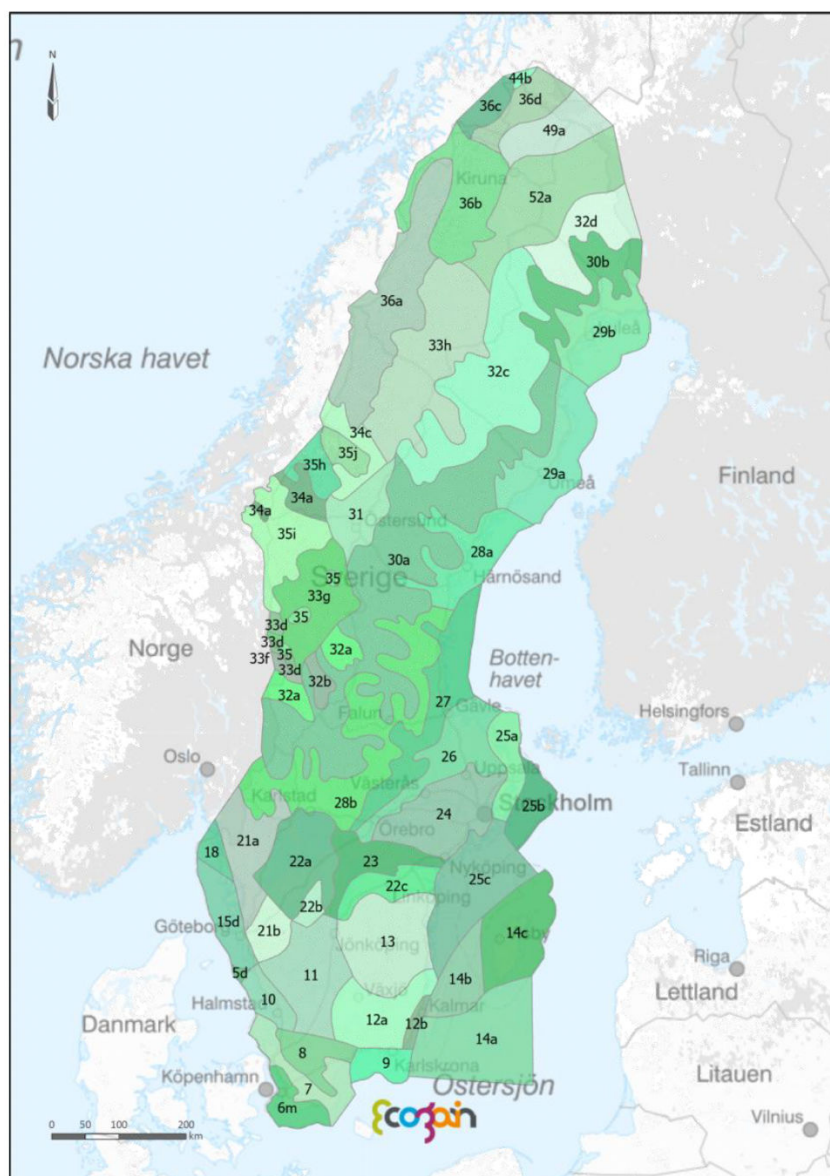 N
44b
36c
36d
49a
Kiruna
36b
52a
32d
30b
36a
29b
33h
Norska havet
32c
34c
35j
35h
29a
Umeå
Finland
34a
34a
31
Östersund
35i
28a
30a
Härnösand
35
Sverige
33g
35
33d
Norge
33d
32a
33f
35
Botten-
havet
33d
32b
32a
27
Falun
Gävle
Helsingfors
25a
Oslo
26
Uppsala
Tallinn
Västerås
Karlstad
28b
24
Stockholm
25b
Örebro
Estland
21a
18
22a
23
Nyköping
22c
25c
Linköping
22b
15d
Göteborg
21b
14c
13
Jönköping
Riga
5d
11
14b
Lettland
10
Växjö
Halmstad
Kalmar
Danmark
12a
12b
14a
8
9
Karlskrona
Köpenhamn
7
Östersjön
Litauen
6m
ecogain
Vilnius
0 50 100 200
km